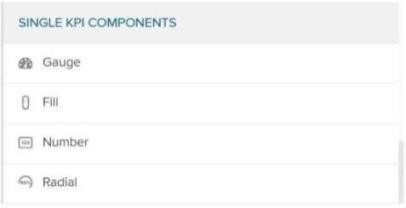 SINGLE KPI COMPONENTS
Gauge
Fill
Number
Radial